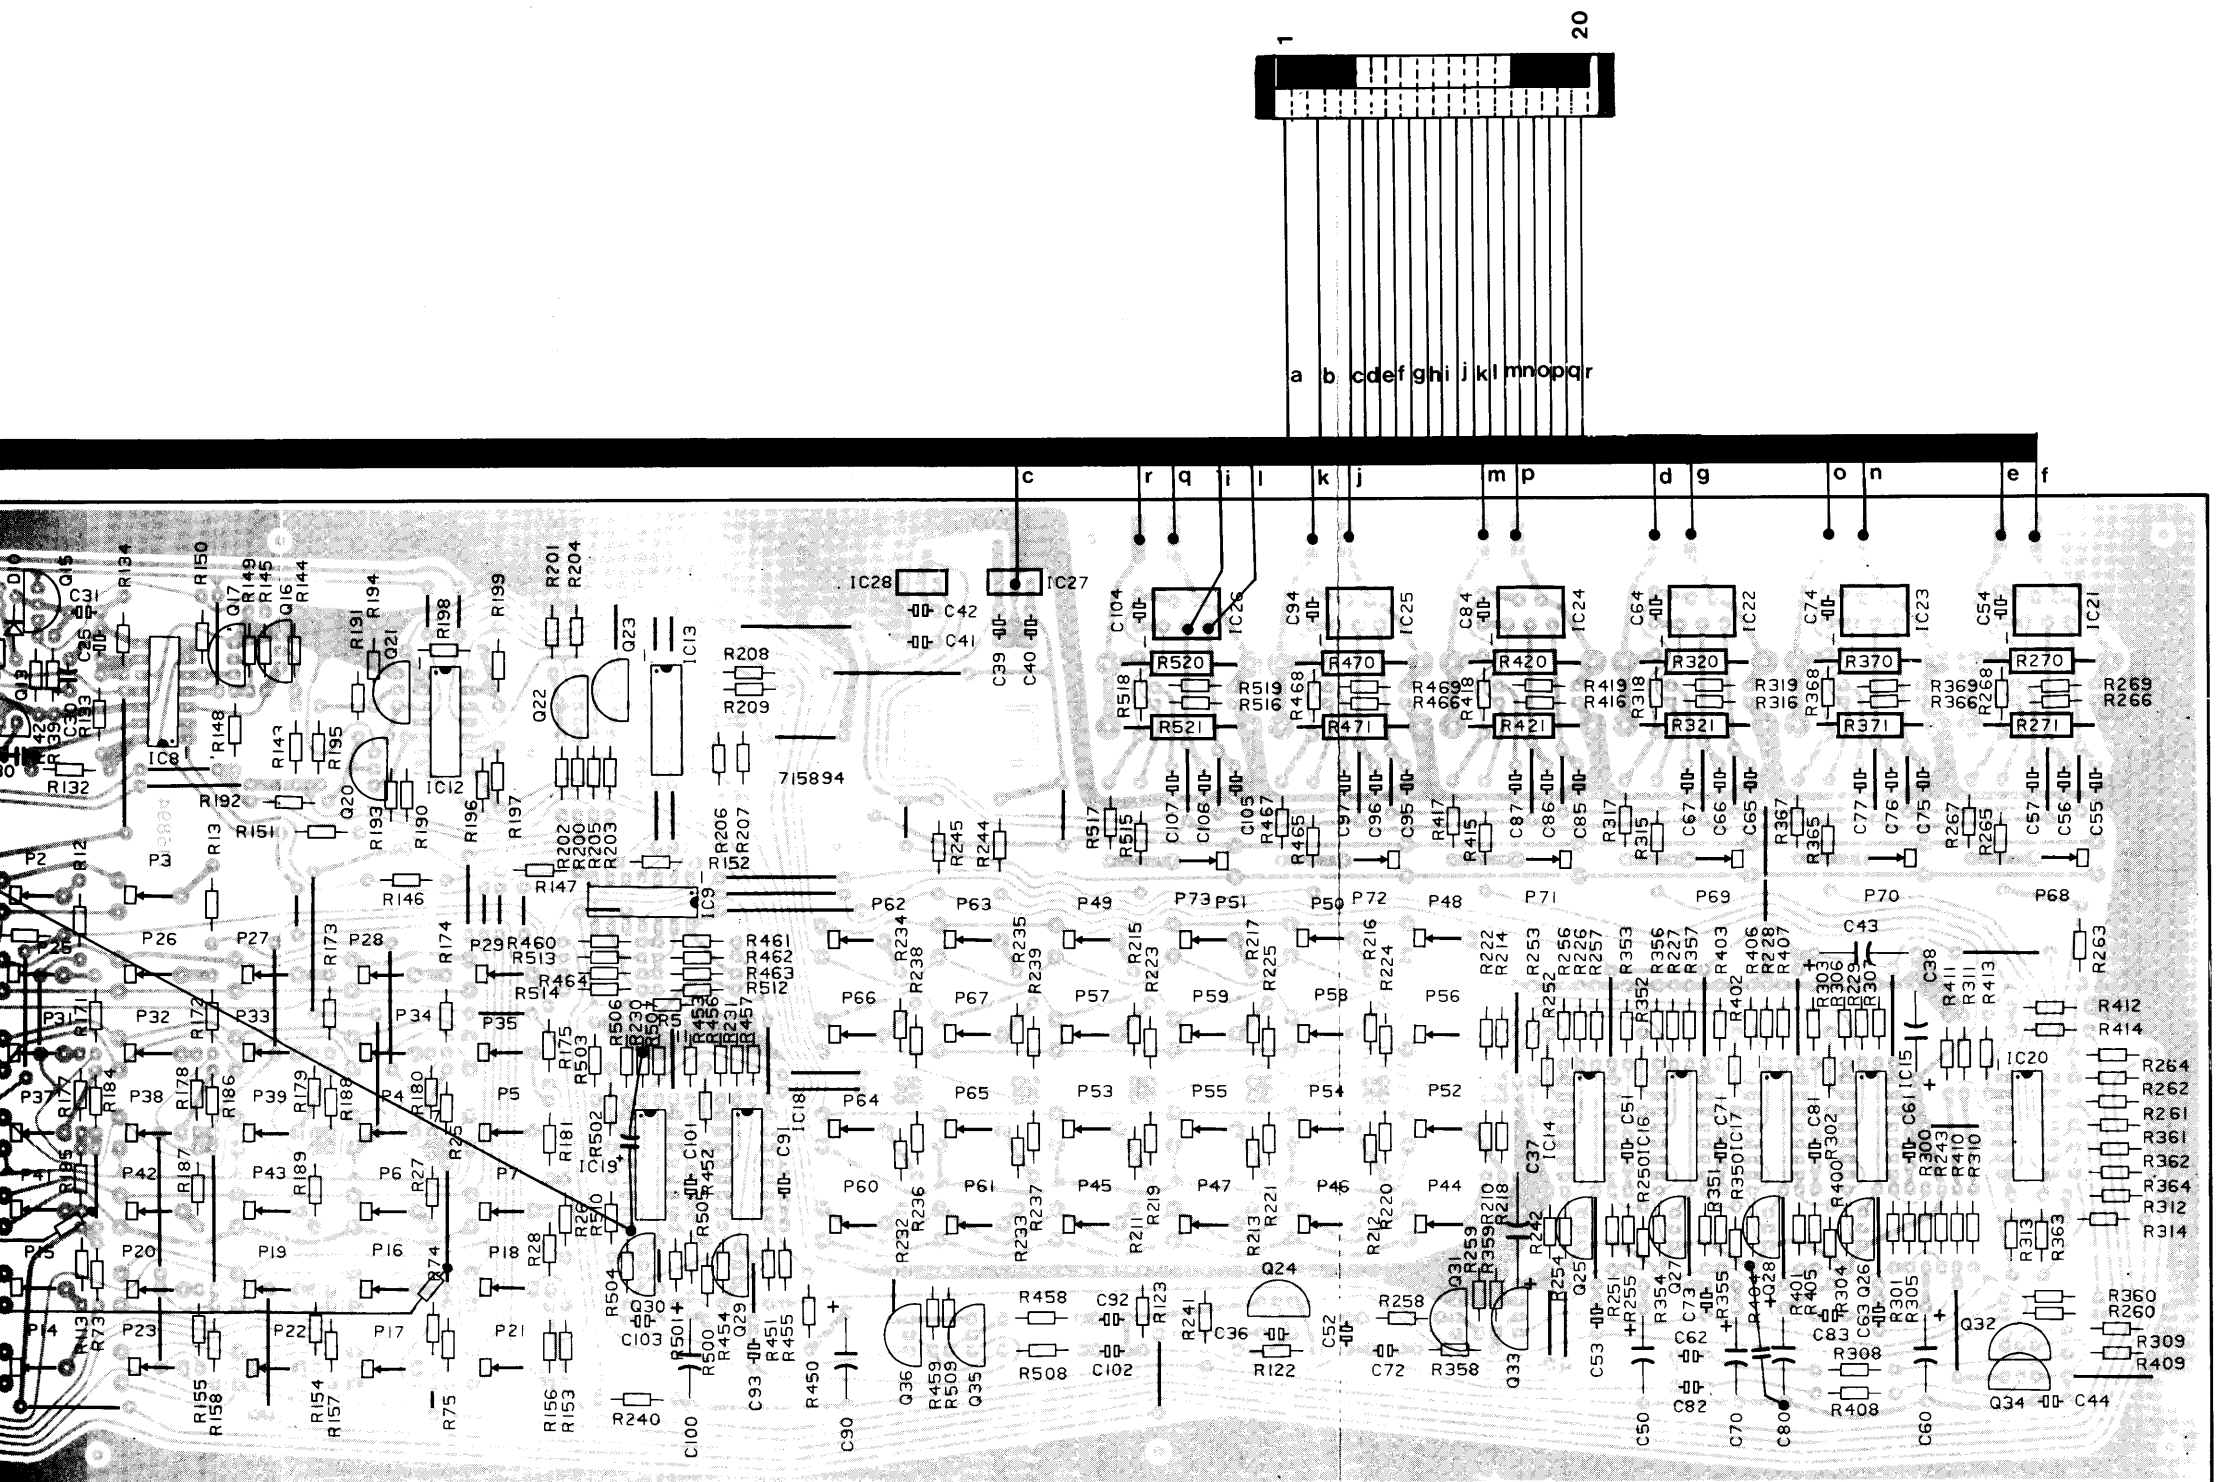 1
20
a b c d e f g h i j k l m n o p q r
c r q i l k j m p d g o n e f
D10 Q15 R134 R150 Q17 R149 R145 Q16 R144 R194 R199 R201 R204
IC28 IC27
C31 R191 Q21 R198 Q23 IC13 C42 C104 IC26 C94 IC25 C84 IC24 C64 IC22 C74 IC23 C54 IC21
C25 C41
Q13 R208 C39 C40 R520 R470 R420 R320 R370 R270
R518 R519 R468 R469 R418 R419 R318 R319 R368 R369 R268 R269
R516 R466 R416 R316 R366 R266
C30 R133 R148 R143 R195 Q22 R209
R521 R471 R421 R321 R371 R271
R139 IC8
R132 IC12 715894
R192 Q20 R193 R190 R196 R197
R151 R13 R202 R200 R205 R203 R206 R207 R245 R244 R517 R515 C107 C108 C105 R467 R465 C97 C96 C95 R417 R415 C87 C86 C85 R317 R315 C67 C66 C65 R367 R365 C77 C76 C75 R267 R265 C57 C56 C55
P2 R12 P3 R152
R147
R146 IC9
P62 P63 P49 P73 P51 P50 P72 P48 P71 P69 P70 P68
P25 P26 P27 R173 P28 R174 P29 R460 R461 R234 R235 R215 R217 R216 R222 R214 R253 R256 R226 R257 R353 R356 R227 R357 R403 R406 R228 R407 C43 R263
R513 R462 R238 R239 R223 R225 R224
R464 R463
R514 R512 R252 R352 R402 R303 R306 R229 R307 C38 R411 R311 R413
P31 R171 P32 R172 P33 P34 P35 P66 P67 P57 P59 P58 P56 R412
R175 R503 R506 R230 R507 R453 R456 R231 R457 R414
IC15 IC20
R264
P37 R177 R184 P38 R178 R186 P39 R179 R188 P4 R180 R25 P5 P64 P65 P53 P55 P54 P52 R262
R181 R502 IC18 R261
C101 C91 C37 IC14 C51 IC16 C71 IC17 C81 R302 C61 R300 R243 R410 R310 R361
P41 R185 P42 R187 P43 R189 P6 R27 P7 IC19 R452 R362
R505 R250 R351 R350 R400 R364
P60 P61 P45 P47 P46 P44 R312
R26 R510 R232 R236 R233 R237 R211 R219 R213 R221 R212 R220 R210 R218 R242 R313 R363 R314
P15 P20 P19 P16 R74 P18 R28 R504 Q24 Q31 R259 R359 R254 Q25 R255 R354 Q27 C73 R355 R404 Q28 R401 R405 R304 Q26 C63 R301 R305
R360
R260
P14 R113 R73 P23 P22 P17 P21 Q30 C103 R501 R500 R454 Q29 R451 R455 R458 C92 R123 R241 C36 C52 R258 C62 C83 Q32
R309
R409
R155 R158 R154 R157 R75 R156 R153 R240 C100 C93 R450 C90 Q36 R459 R509 Q35 R508 C102 R122 C72 R358 Q33 C53 R308
C50 C82 C70 C80 R408 C60 Q34 C44